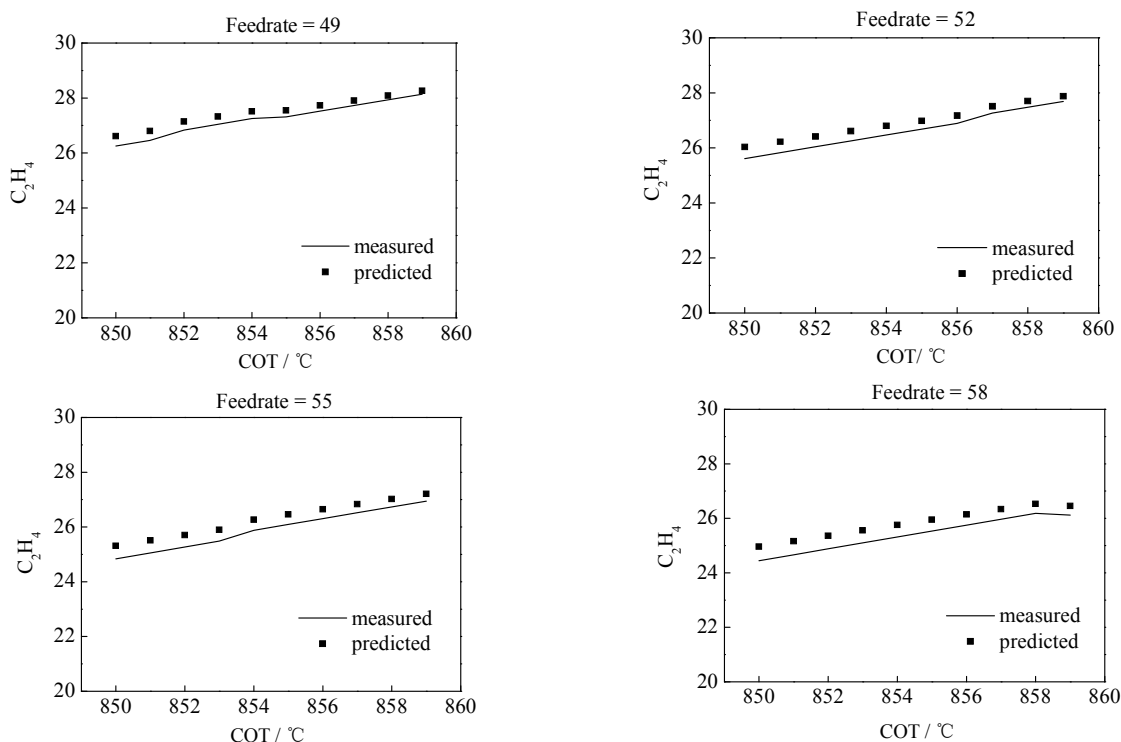 Feedrate = 49
30
28
26
24
22
20
C₂H₄
measured
predicted
850 852 854 856 858 860
COT / ℃
Feedrate = 52
30
28
26
24
22
20
C₂H₄
measured
predicted
850 852 854 856 858 860
COT/ ℃
Feedrate = 55
30
28
26
24
22
20
C₂H₄
measured
predicted
850 852 854 856 858 860
COT / ℃
Feedrate = 58
30
28
26
24
22
20
C₂H₄
measured
predicted
850 852 854 856 858 860
COT / ℃